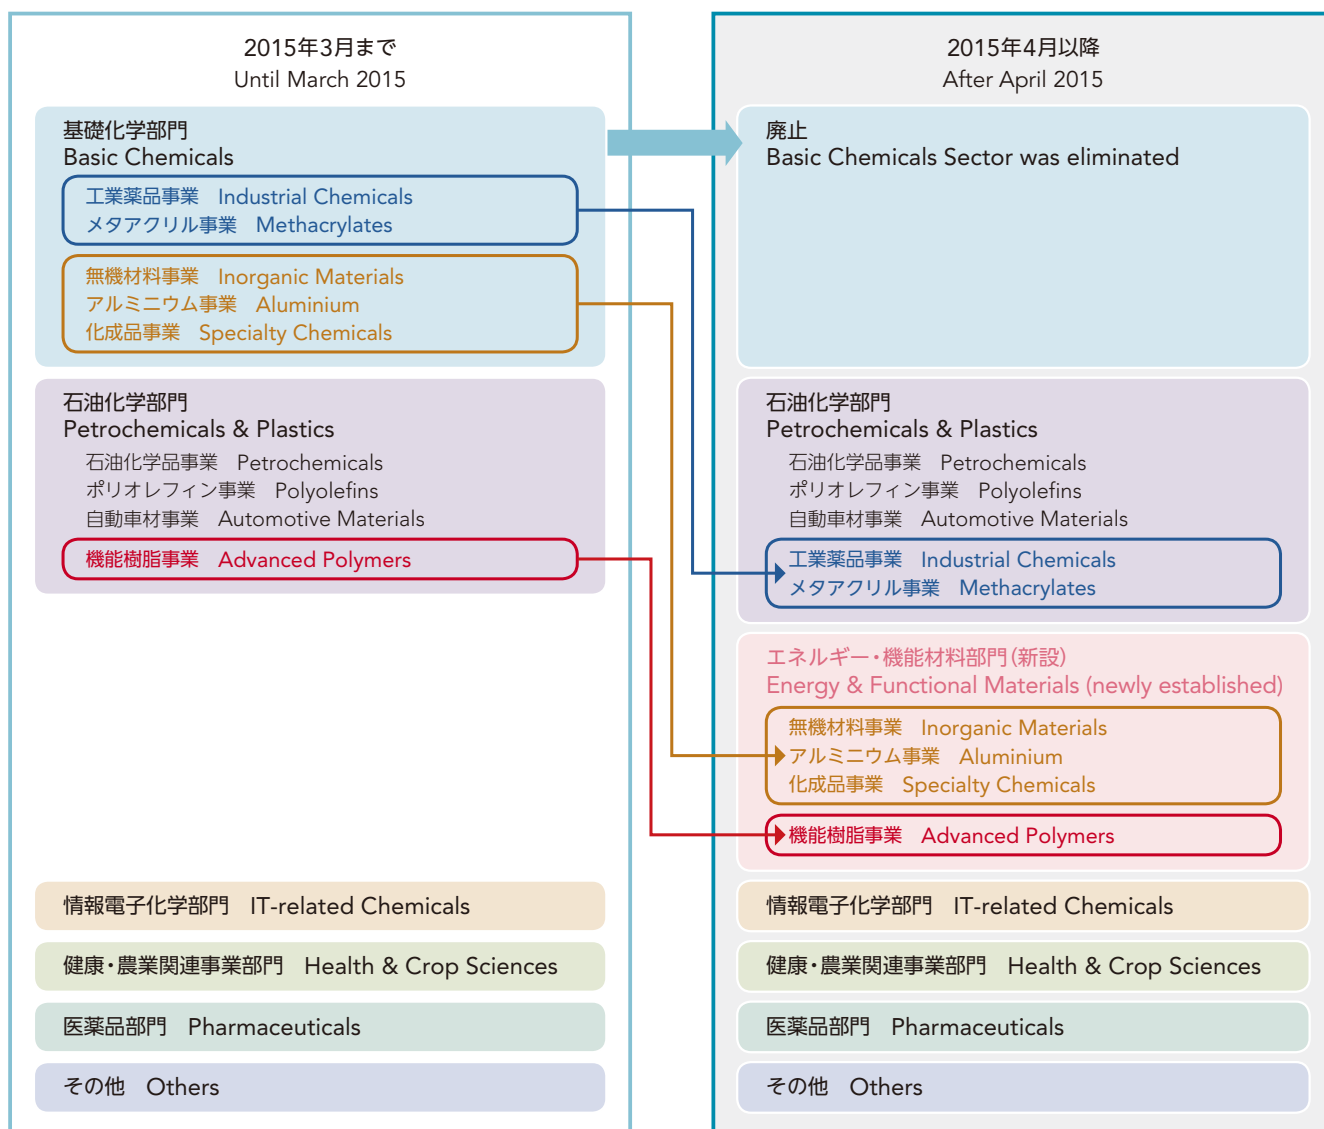 2015年3月まで
Until March 2015
基礎化学部門
Basic Chemicals
工業薬品事業 Industrial Chemicals
メタアクリル事業 Methacrylates
無機材料事業 Inorganic Materials
アルミニウム事業 Aluminium
化成品事業 Specialty Chemicals
石油化学部門
Petrochemicals & Plastics
石油化学品事業 Petrochemicals
ポリオレフィン事業 Polyolefins
自動車材事業 Automotive Materials
機能樹脂事業 Advanced Polymers
情報電子化学部門 IT-related Chemicals
健康・農業関連事業部門 Health & Crop Sciences
医薬品部門 Pharmaceuticals
その他 Others
2015年4月以降
After April 2015
廃止
Basic Chemicals Sector was eliminated
石油化学部門
Petrochemicals & Plastics
石油化学品事業 Petrochemicals
ポリオレフィン事業 Polyolefins
自動車材事業 Automotive Materials
工業薬品事業 Industrial Chemicals
メタアクリル事業 Methacrylates
エネルギー・機能材料部門(新設)
Energy & Functional Materials (newly established)
無機材料事業 Inorganic Materials
アルミニウム事業 Aluminium
化成品事業 Specialty Chemicals
機能樹脂事業 Advanced Polymers
情報電子化学部門 IT-related Chemicals
健康・農業関連事業部門 Health & Crop Sciences
医薬品部門 Pharmaceuticals
その他 Others